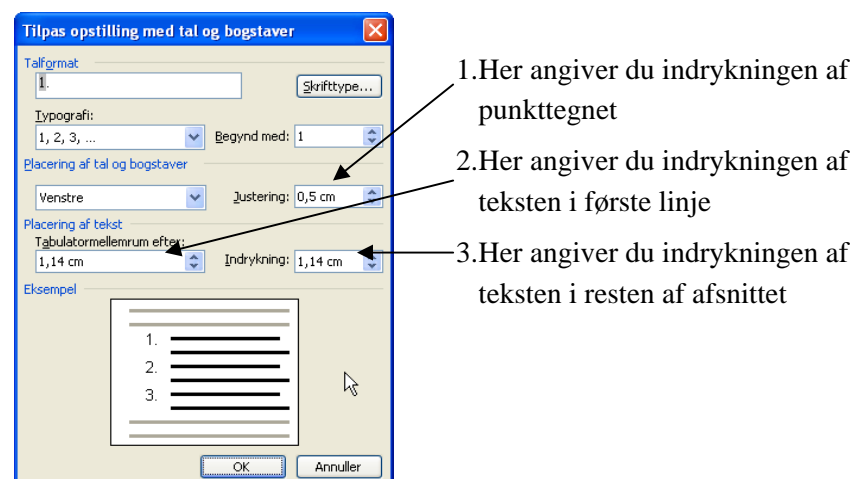 Tilpas opstilling med tal og bogstaver
Talformat
1.
Skrifttype...
Typografi:
1, 2, 3, ...
Begynd med: 1
Placering af tal og bogstaver
Venstre
Justering: 0,5 cm
Placering af tekst
Tabulatormellemrum efter:
1,14 cm
Indrykning: 1,14 cm
Eksempel
1.
2.
3.
OK
Annuller
1.Her angiver du indrykningen af
punkttegnet
2.Her angiver du indrykningen af
teksten i første linje
3.Her angiver du indrykningen af
teksten i resten af afsnittet